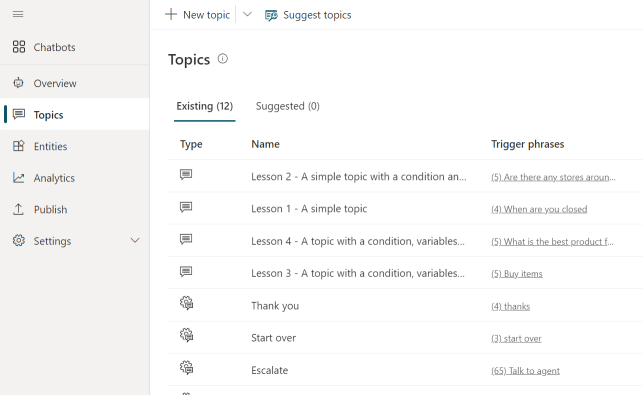 New topic
Suggest topics
Chatbots
Overview
Topics
Entities
Analytics
Publish
Settings
Topics
Existing (12)
Suggested (0)
Type Name Trigger phrases
Lesson 2 - A simple topic with a condition an... (5) Are there any stores aroun...
Lesson 1 - A simple topic (4) When are you closed
Lesson 4 - A topic with a condition, variables... (5) What is the best product f...
Lesson 3 - A topic with a condition, variables... (5) Buy items
Thank you (4) thanks
Start over (3) start over
Escalate (65) Talk to agent